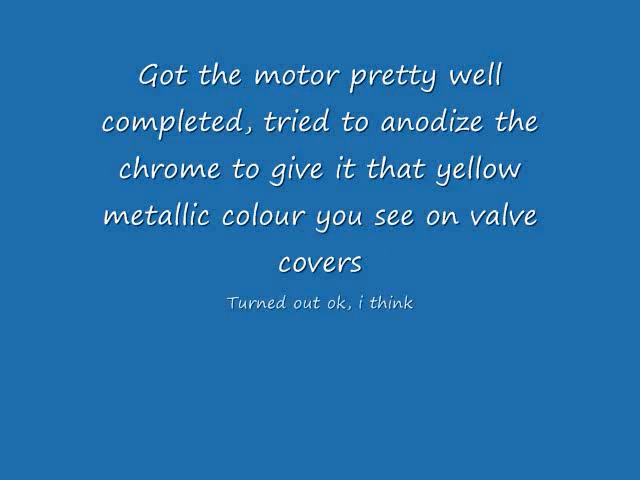 Got the motor pretty well
completed, tried to anodize the
chrome to give it that yellow
metallic colour you see on valve
covers
Turned out ok, i think